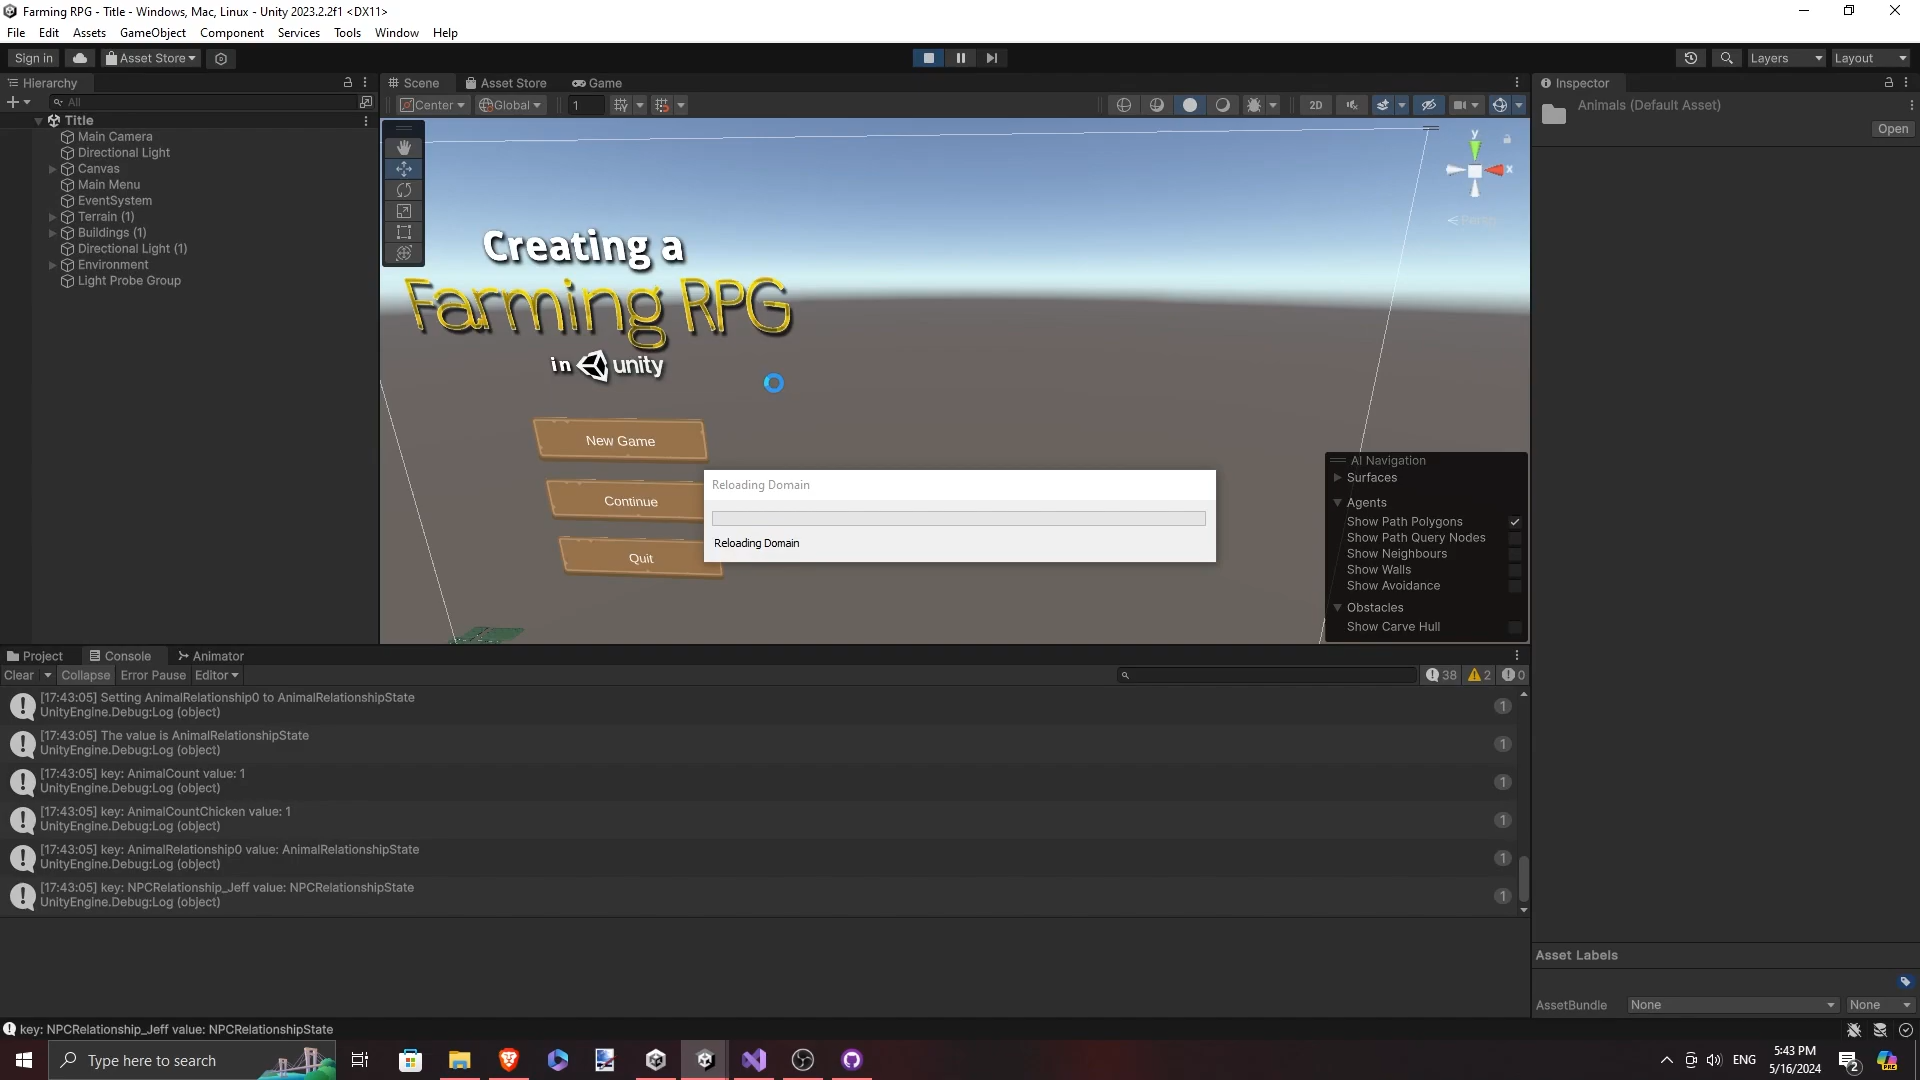 Farming RPG - Title - Windows, Mac, Linux - Unity 2023.2.2f1 <DX11>
File Edit Assets GameObject Component Services Tools Window Help
Sign in Asset Store Layers Layout
Hierarchy
All
Title
Main Camera
Directional Light
Canvas
Main Menu
EventSystem
Terrain (1)
Buildings (1)
Directional Light (1)
Environment
Light Probe Group
Scene Asset Store Game
Center Global 1 2D
y
x
Persp
Creating a
Farming RPG
in unity
New Game
Continue
Quit
Reloading Domain
Reloading Domain
AI Navigation
Surfaces
Agents
Show Path Polygons
Show Path Query Nodes
Show Neighbours
Show Walls
Show Avoidance
Obstacles
Show Carve Hull
Inspector
Animals (Default Asset)
Open
Project Console Animator
Clear Collapse Error Pause Editor 38 2 0
[17:43:05] Setting AnimalRelationship0 to AnimalRelationshipState
UnityEngine.Debug:Log (object)
1
[17:43:05] The value is AnimalRelationshipState
UnityEngine.Debug:Log (object)
1
[17:43:05] key: AnimalCount value: 1
UnityEngine.Debug:Log (object)
1
[17:43:05] key: AnimalCountChicken value: 1
UnityEngine.Debug:Log (object)
1
[17:43:05] key: AnimalRelationship0 value: AnimalRelationshipState
UnityEngine.Debug:Log (object)
1
[17:43:05] key: NPCRelationship_Jeff value: NPCRelationshipState
UnityEngine.Debug:Log (object)
1
Asset Labels
AssetBundle None None
key: NPCRelationship_Jeff value: NPCRelationshipState
Type here to search
ENG
5:43 PM
5/16/2024
2
PRE